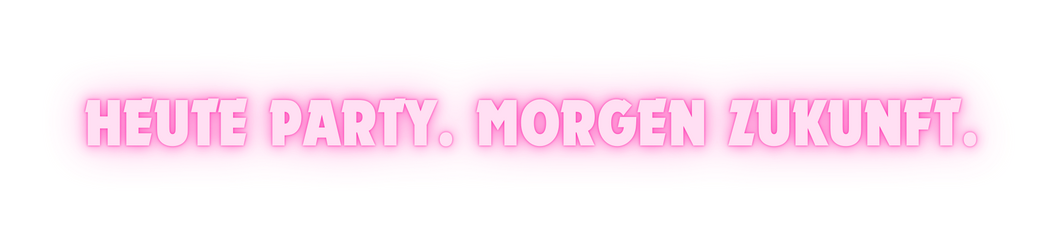 HEUTE PARTY. MORGEN ZUKUNFT.